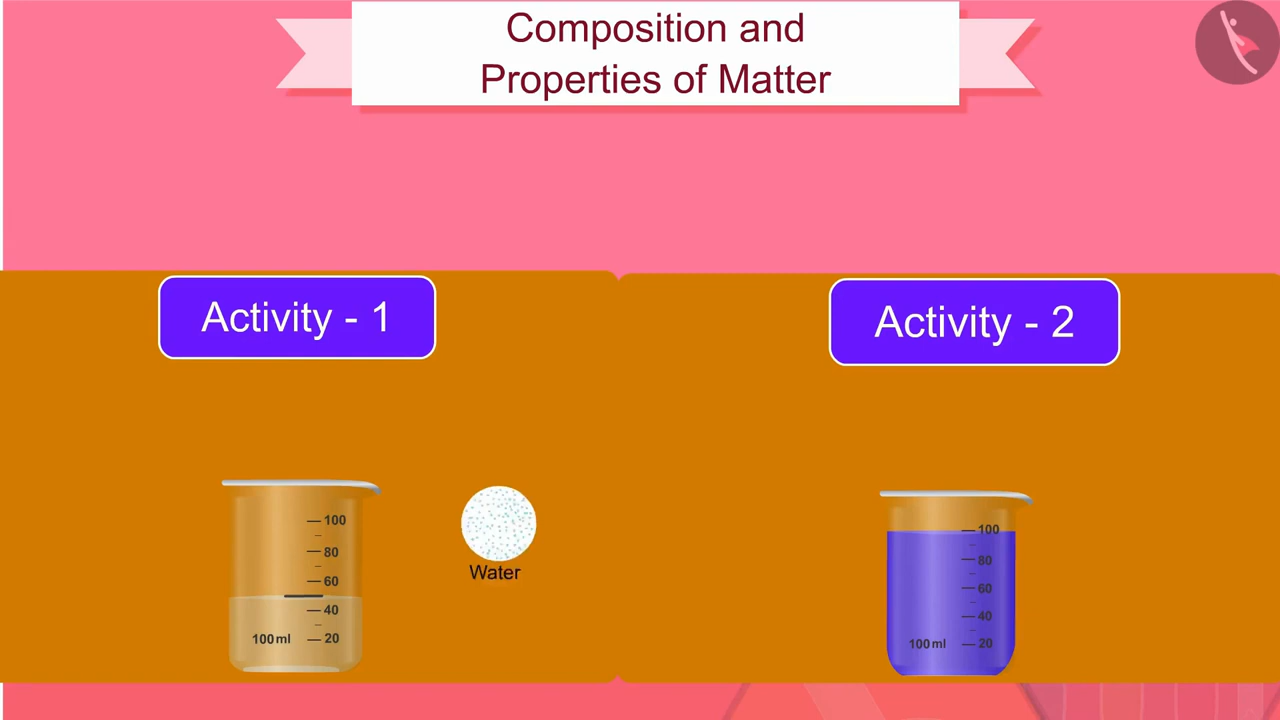 Composition and
Properties of Matter
Activity - 1
Activity - 2
100
80
60
40
100 ml 20
Water
100
80
60
40
100 ml 20